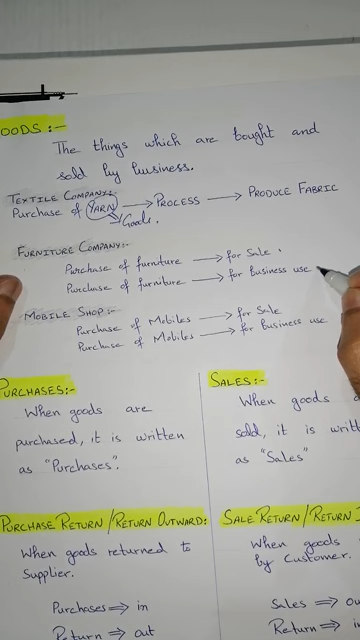 OODS:-
The things which are bought and
sold by business.
TEXTILE COMPANY:-
Purchase of YARN → PROCESS → PRODUCE FABRIC
Goods.
FURNITURE COMPANY:-
Purchase of furniture → for Sale
Purchase of furniture → for Business use
MOBILE SHOP:-
Purchase of Mobiles → for Sale
Purchase of Mobiles → for Business use
PURCHASES:-
When goods are
purchased, it is written
as "Purchases".
SALES:-
When goods
sold, it is writt
as "Sales"
PURCHASE RETURN/RETURN OUTWARD:
When goods returned to
Supplier.
Purchases ⇒ in
Return ⇒ out
SALE RETURN/RETURN I
When goods
by Customer.
Sales ⇒ ou
Return ⇒ i